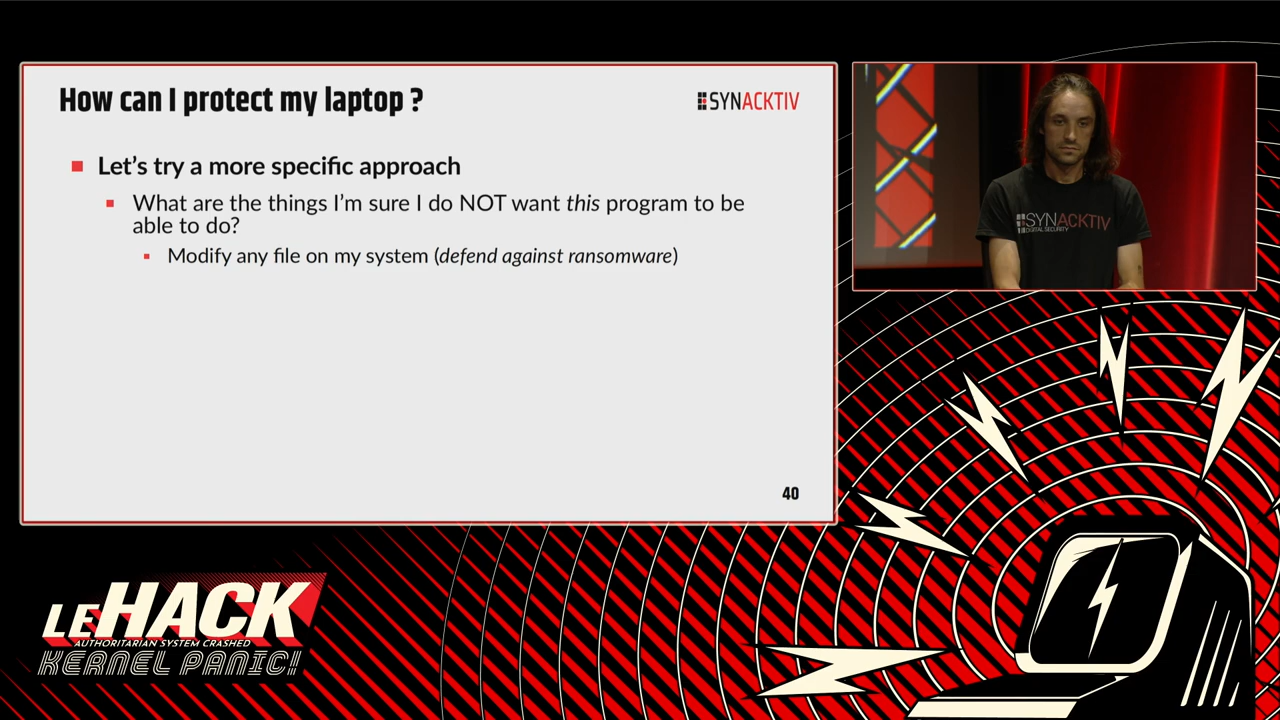 How can I protect my laptop ?
SYNACKTIV
Let's try a more specific approach
What are the things I'm sure I do NOT want this program to be
able to do?
Modify any file on my system (defend against ransomware)
40
SYNACKTIV
DIGITAL SECURITY
LEHACK
AUTHORITARIAN SYSTEM CRASHED
KERNEL PANIC!